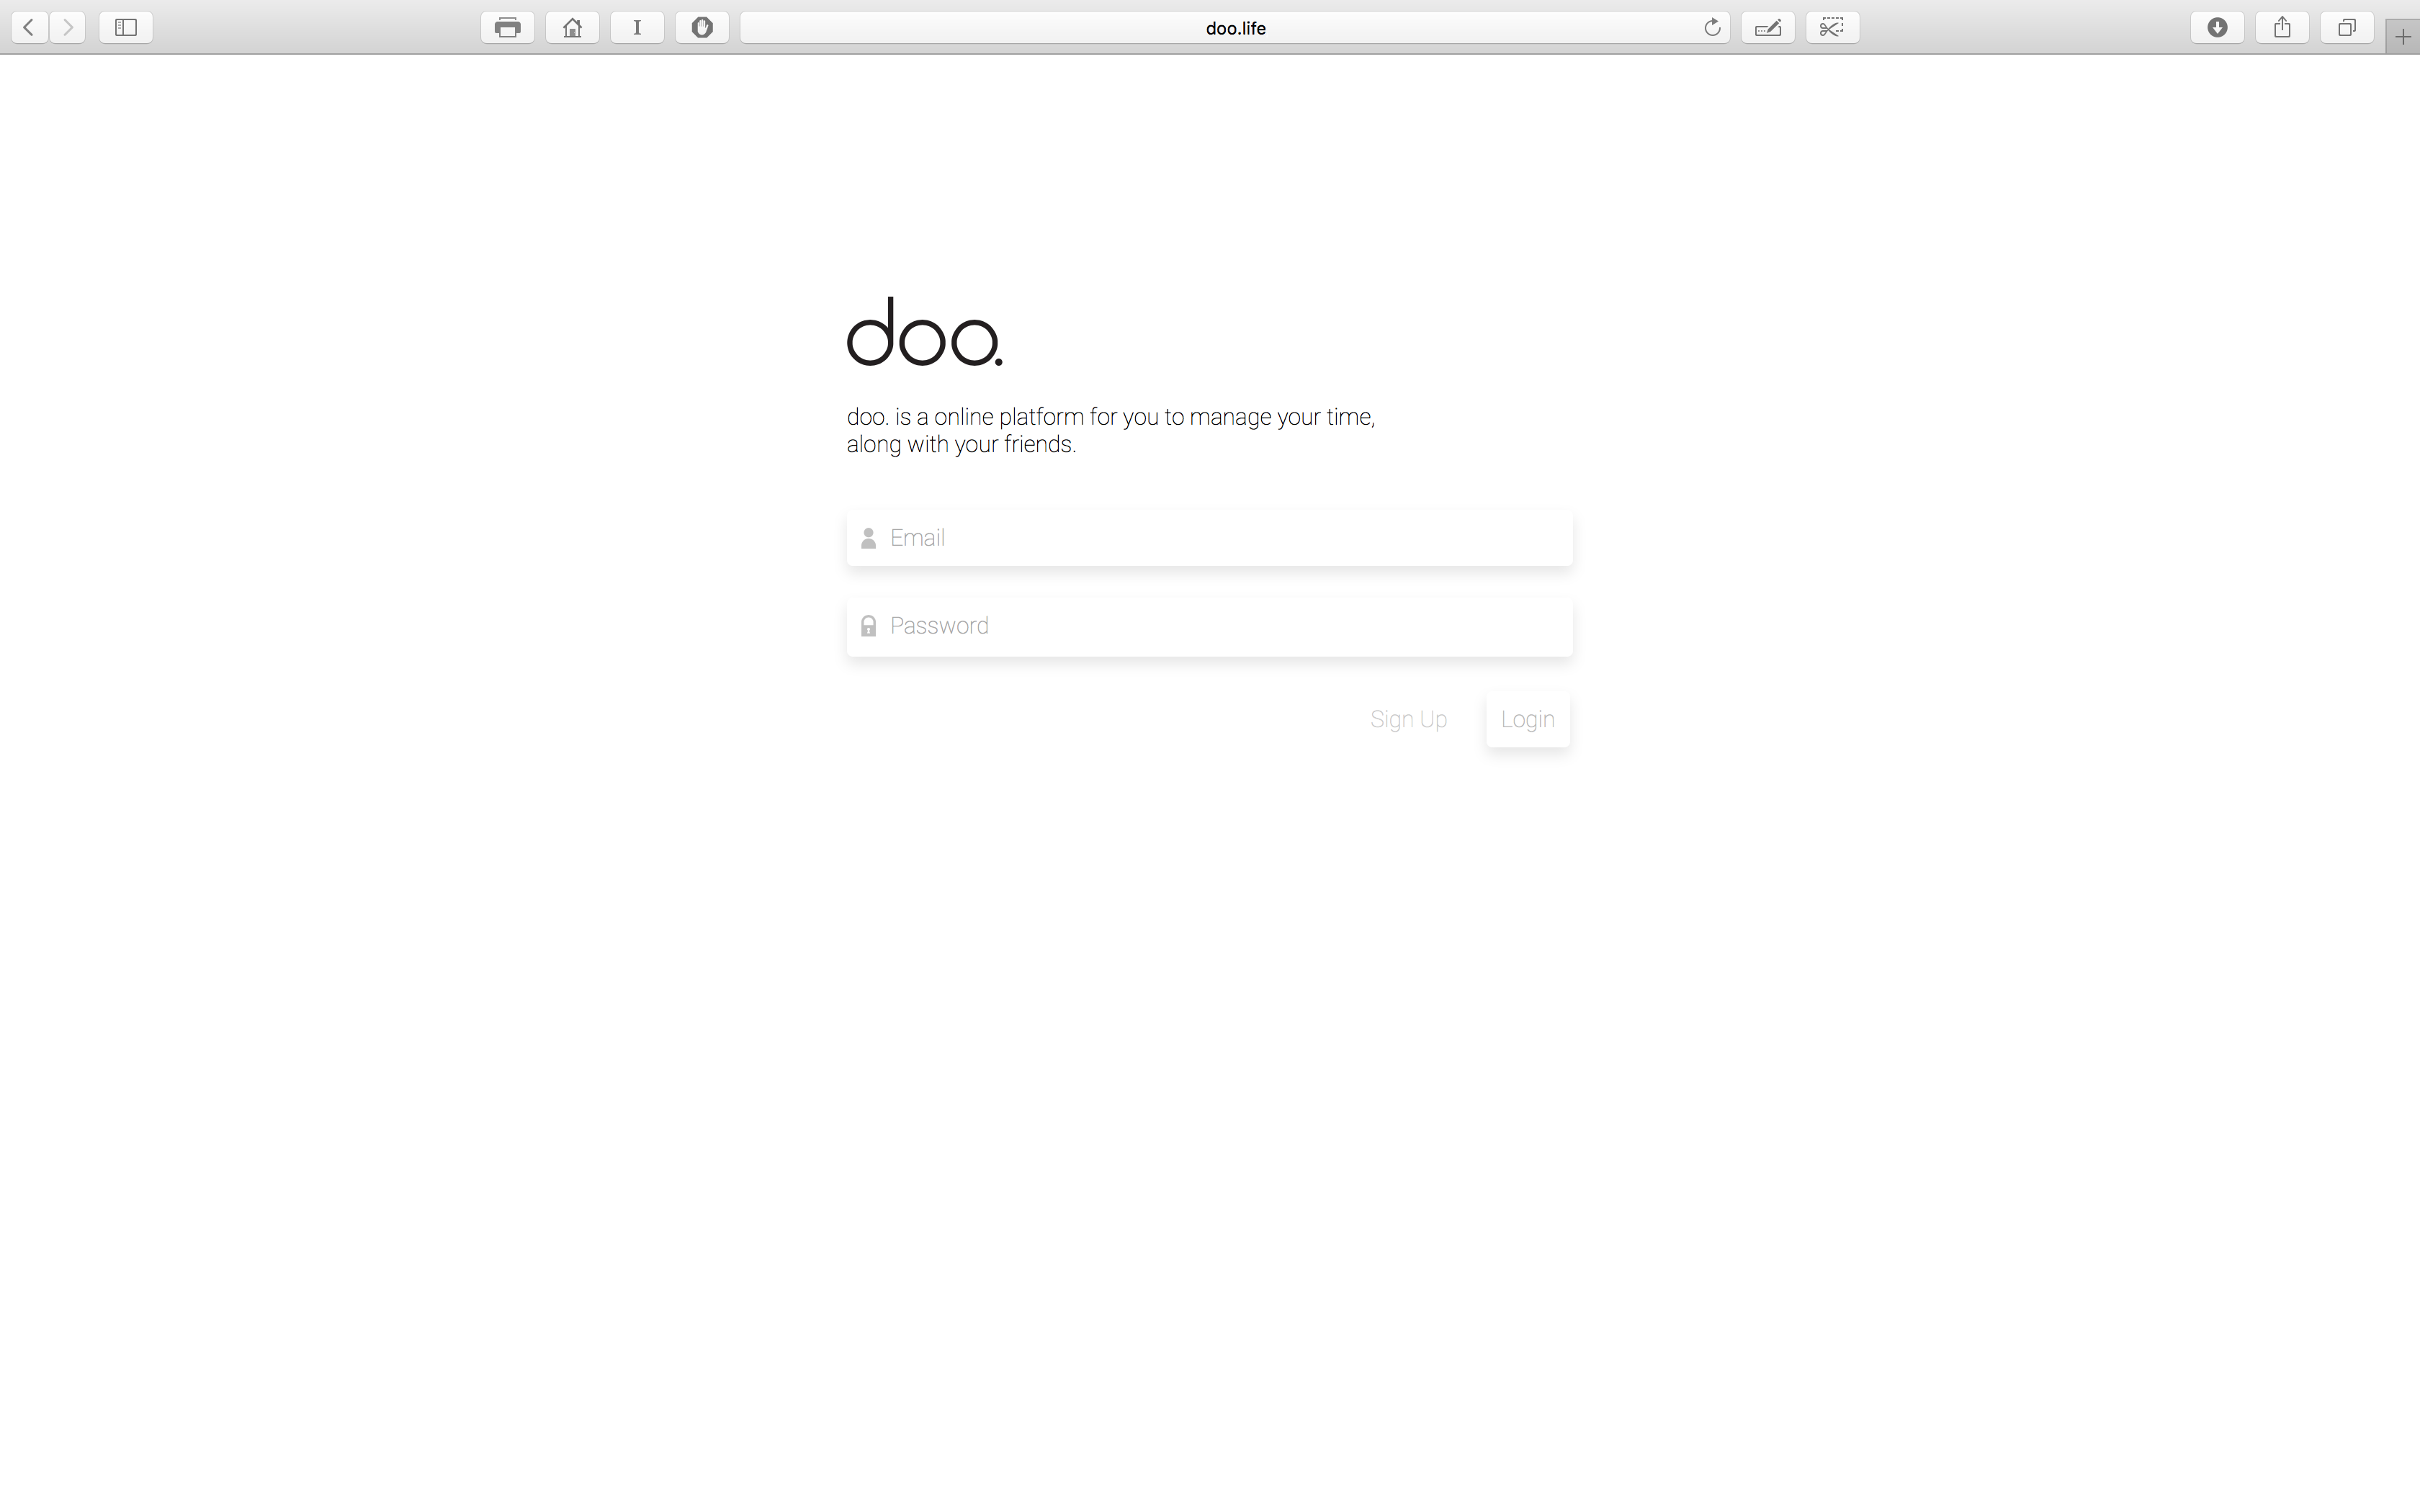 doo.life
doo.
doo. is a online platform for you to manage your time,
along with your friends.
Email
Password
Sign Up
Login